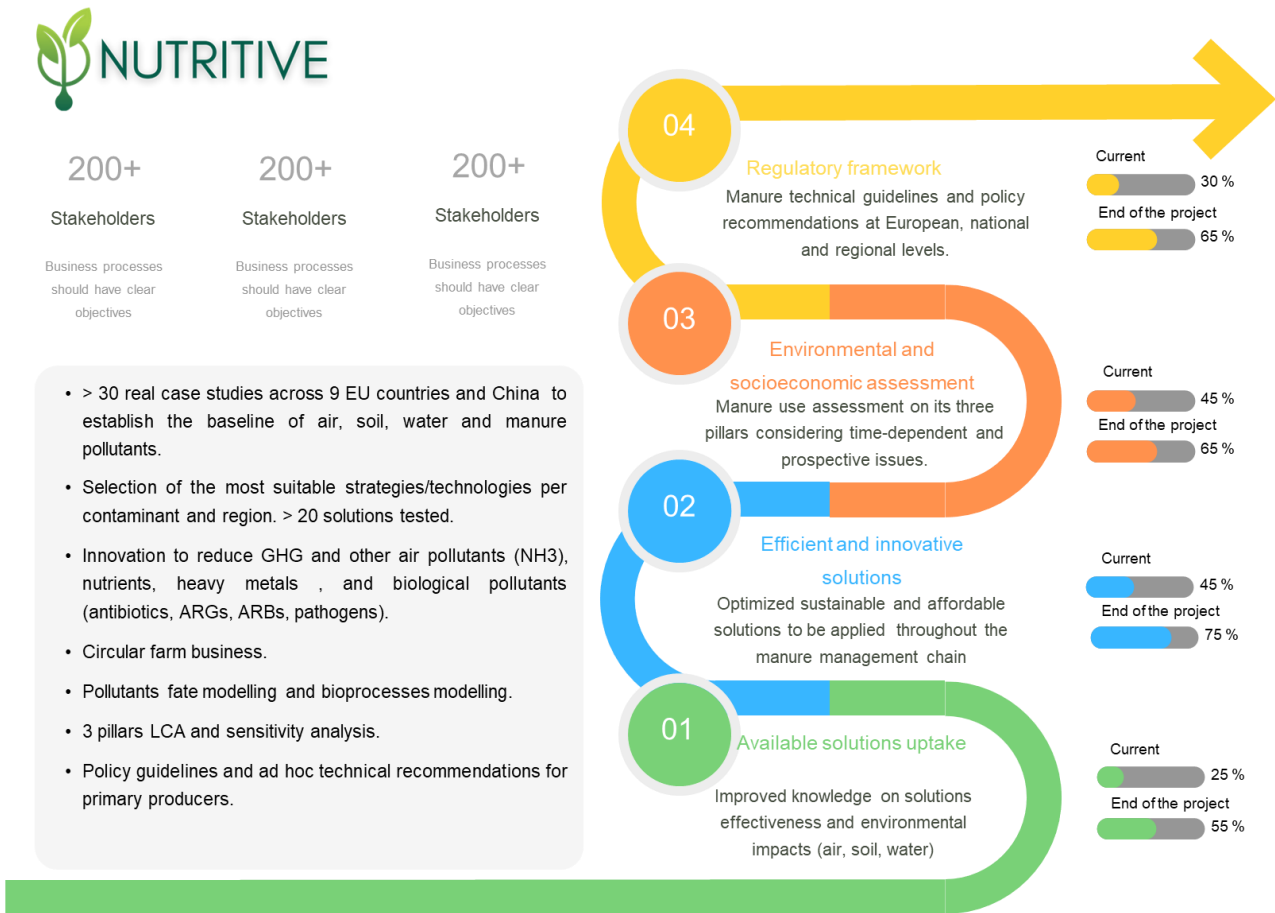 NUTRITIVE
200+
Stakeholders
Business processes
should have clear
objectives
200+
Stakeholders
Business processes
should have clear
objectives
200+
Stakeholders
Business processes
should have clear
objectives
• > 30 real case studies across 9 EU countries and China to
establish the baseline of air, soil, water and manure
pollutants.
• Selection of the most suitable strategies/technologies per
contaminant and region. > 20 solutions tested.
• Innovation to reduce GHG and other air pollutants (NH3),
nutrients, heavy metals , and biological pollutants
(antibiotics, ARGs, ARBs, pathogens).
• Circular farm business.
• Pollutants fate modelling and bioprocesses modelling.
• 3 pillars LCA and sensitivity analysis.
• Policy guidelines and ad hoc technical recommendations for
primary producers.
04
Regulatory framework
Manure technical guidelines and policy
recommendations at European, national
and regional levels.
Current
30 %
End of the project
65 %
03
Environmental and
socioeconomic assessment
Manure use assessment on its three
pillars considering time-dependent and
prospective issues.
Current
45 %
End of the project
65 %
02
Efficient and innovative
solutions
Optimized sustainable and affordable
solutions to be applied throughout the
manure management chain
Current
45 %
End of the project
75 %
01
Available solutions uptake
Improved knowledge on solutions
effectiveness and environmental
impacts (air, soil, water)
Current
25 %
End of the project
55 %